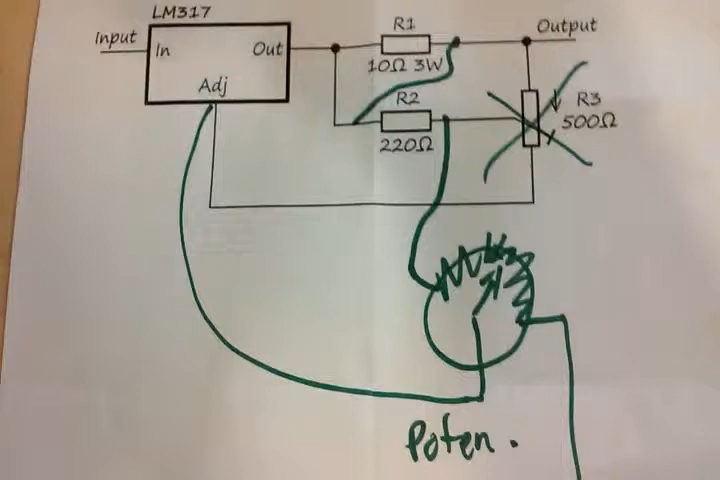 LM317
Input
In
Out
Adj
R1
10Ω 3W
Output
R2
220Ω
R3
500Ω
Poten.